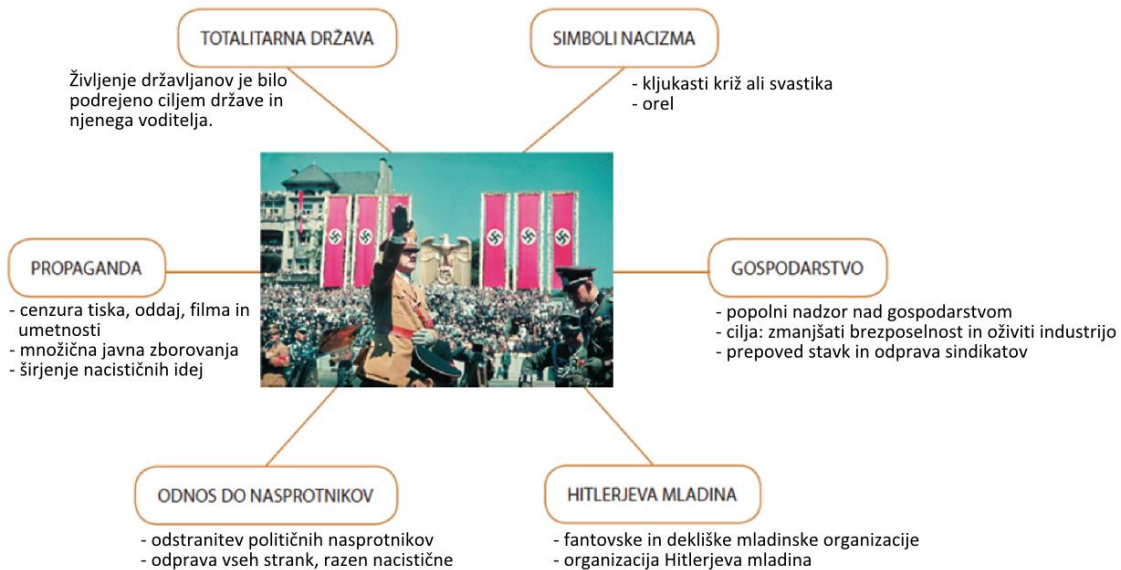 TOTALITARNA DRŽAVA
Življenje državljanov je bilo
podrejeno ciljem države in
njenega voditelja.
SIMBOLI NACIZMA
- kljukasti križ ali svastika
- orel
PROPAGANDA
- cenzura tiska, oddaj, filma in
umetnosti
- množična javna zborovanja
- širjenje nacističnih idej
GOSPODARSTVO
- popolni nadzor nad gospodarstvom
- cilja: zmanjšati brezposelnost in oživiti industrijo
- prepoved stavk in odprava sindikatov
ODNOS DO NASPROTNIKOV
- odstranitev političnih nasprotnikov
- odprava vseh strank, razen nacistične
HITLERJEVA MLADINA
- fantovske in dekliške mladinske organizacije
- organizacija Hitlerjeva mladina